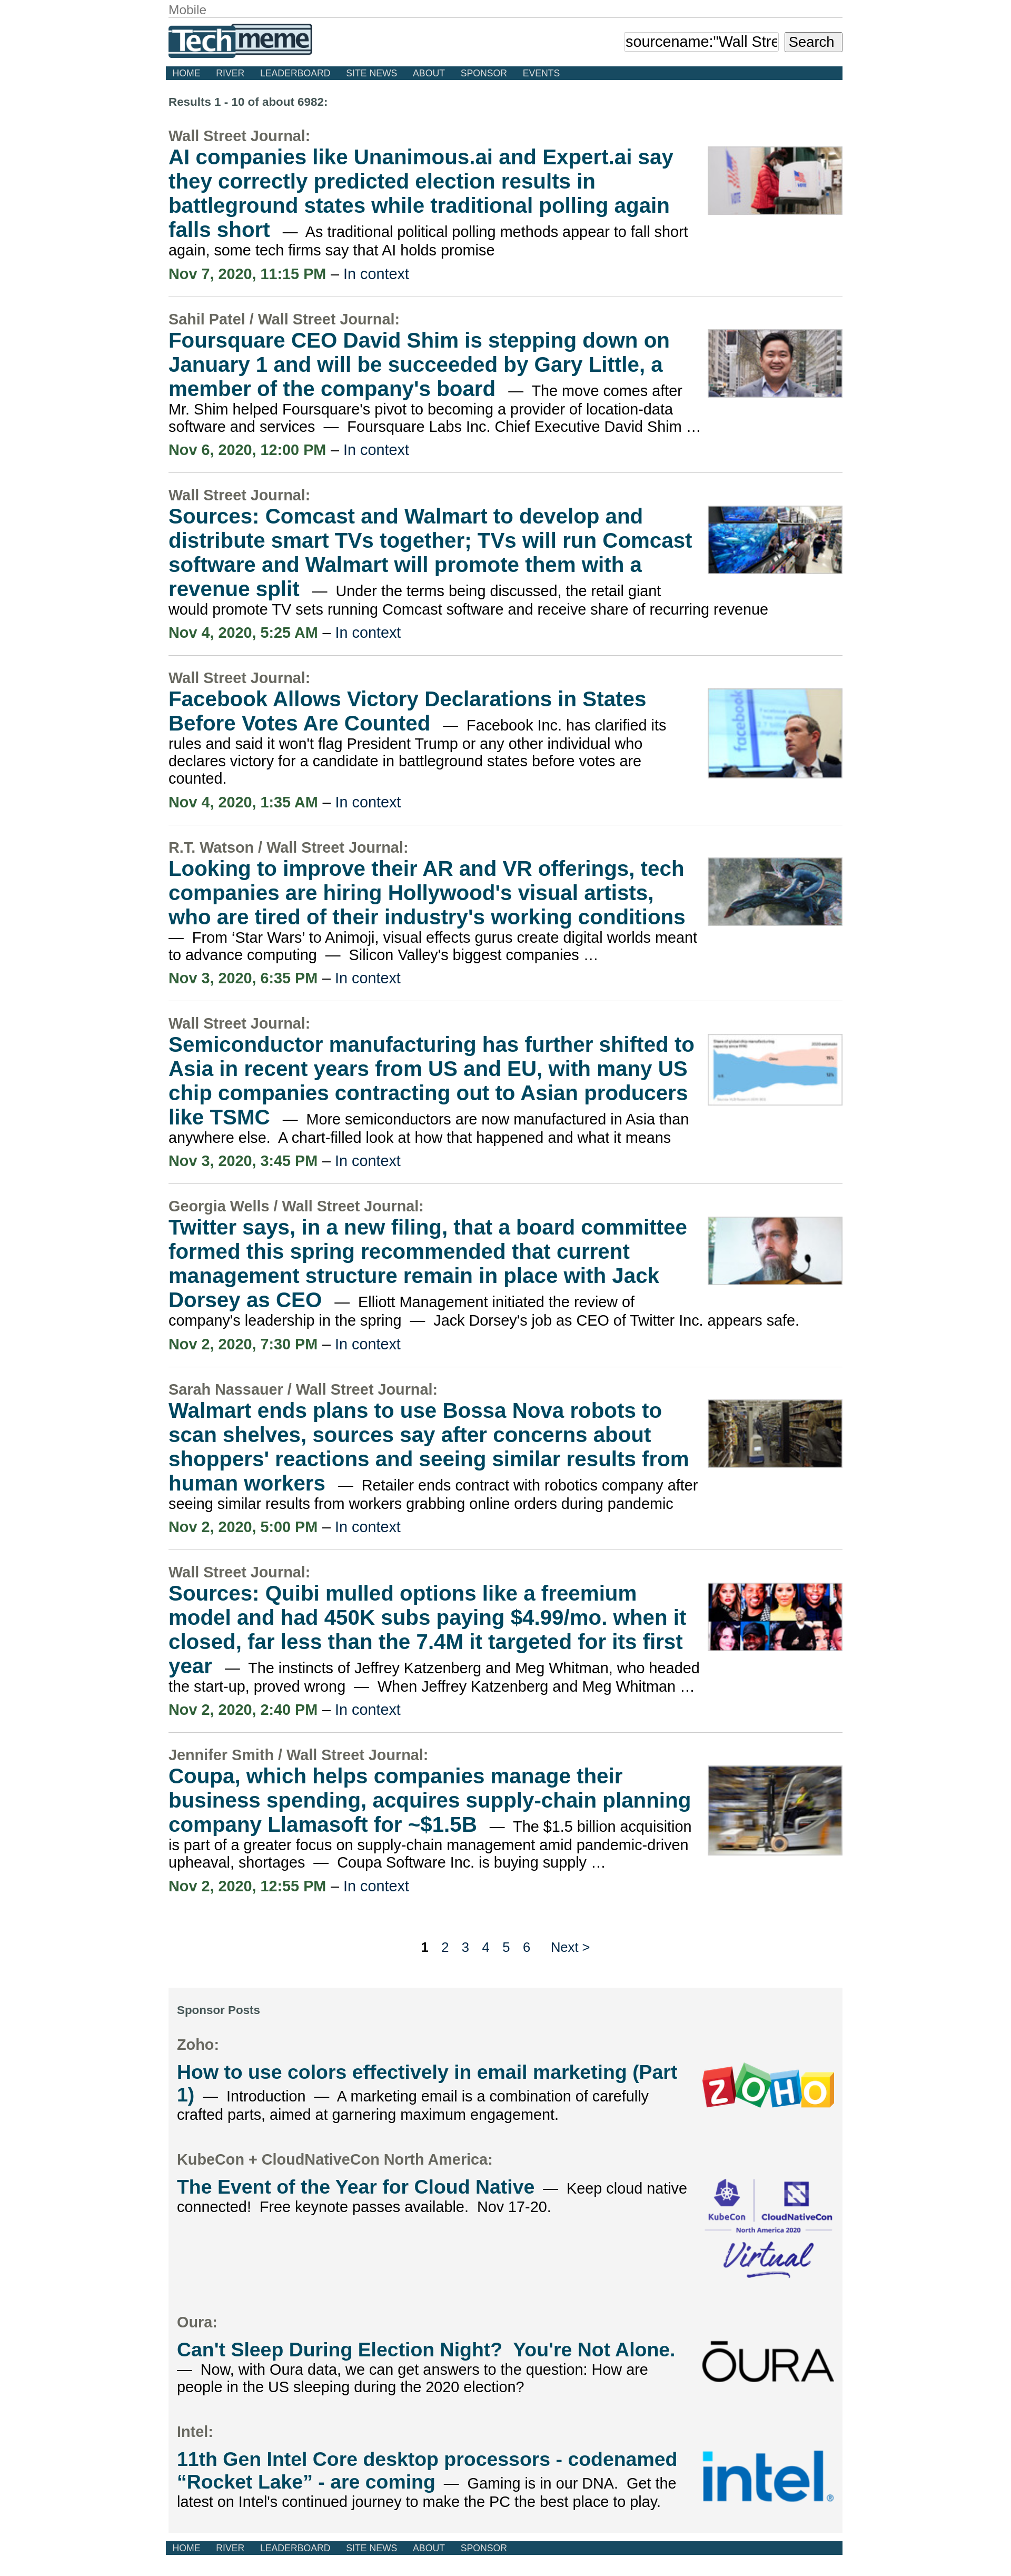 Mobile
Techmeme
sourcename:"Wall Stre
Search
HOME RIVER LEADERBOARD SITE NEWS ABOUT SPONSOR EVENTS
Results 1 - 10 of about 6982:
Wall Street Journal:
AI companies like Unanimous.ai and Expert.ai say
they correctly predicted election results in
battleground states while traditional polling again
falls short — As traditional political polling methods appear to fall short
again, some tech firms say that AI holds promise
Nov 7, 2020, 11:15 PM – In context
Sahil Patel / Wall Street Journal:
Foursquare CEO David Shim is stepping down on
January 1 and will be succeeded by Gary Little, a
member of the company's board — The move comes after
Mr. Shim helped Foursquare's pivot to becoming a provider of location-data
software and services — Foursquare Labs Inc. Chief Executive David Shim …
Nov 6, 2020, 12:00 PM – In context
Wall Street Journal:
Sources: Comcast and Walmart to develop and
distribute smart TVs together; TVs will run Comcast
software and Walmart will promote them with a
revenue split — Under the terms being discussed, the retail giant
would promote TV sets running Comcast software and receive share of recurring revenue
Nov 4, 2020, 5:25 AM – In context
Wall Street Journal:
Facebook Allows Victory Declarations in States
Before Votes Are Counted — Facebook Inc. has clarified its
rules and said it won't flag President Trump or any other individual who
declares victory for a candidate in battleground states before votes are
counted.
facebook
Nov 4, 2020, 1:35 AM – In context
R.T. Watson / Wall Street Journal:
Looking to improve their AR and VR offerings, tech
companies are hiring Hollywood's visual artists,
who are tired of their industry's working conditions
— From ‘Star Wars’ to Animoji, visual effects gurus create digital worlds meant
to advance computing — Silicon Valley's biggest companies …
Nov 3, 2020, 6:35 PM – In context
Wall Street Journal:
Semiconductor manufacturing has further shifted to
Asia in recent years from US and EU, with many US
chip companies contracting out to Asian producers
like TSMC — More semiconductors are now manufactured in Asia than
anywhere else. A chart-filled look at how that happened and what it means
Nov 3, 2020, 3:45 PM – In context
Georgia Wells / Wall Street Journal:
Twitter says, in a new filing, that a board committee
formed this spring recommended that current
management structure remain in place with Jack
Dorsey as CEO — Elliott Management initiated the review of
company's leadership in the spring — Jack Dorsey's job as CEO of Twitter Inc. appears safe.
Nov 2, 2020, 7:30 PM – In context
Sarah Nassauer / Wall Street Journal:
Walmart ends plans to use Bossa Nova robots to
scan shelves, sources say after concerns about
shoppers' reactions and seeing similar results from
human workers — Retailer ends contract with robotics company after
seeing similar results from workers grabbing online orders during pandemic
Nov 2, 2020, 5:00 PM – In context
Wall Street Journal:
Sources: Quibi mulled options like a freemium
model and had 450K subs paying $4.99/mo. when it
closed, far less than the 7.4M it targeted for its first
year — The instincts of Jeffrey Katzenberg and Meg Whitman, who headed
the start-up, proved wrong — When Jeffrey Katzenberg and Meg Whitman …
Nov 2, 2020, 2:40 PM – In context
Jennifer Smith / Wall Street Journal:
Coupa, which helps companies manage their
business spending, acquires supply-chain planning
company Llamasoft for ~$1.5B — The $1.5 billion acquisition
is part of a greater focus on supply-chain management amid pandemic-driven
upheaval, shortages — Coupa Software Inc. is buying supply …
Nov 2, 2020, 12:55 PM – In context
1 2 3 4 5 6 Next >
Sponsor Posts
Zoho:
How to use colors effectively in email marketing (Part
1) — Introduction — A marketing email is a combination of carefully
crafted parts, aimed at garnering maximum engagement.
ZOHO
KubeCon + CloudNativeCon North America:
The Event of the Year for Cloud Native — Keep cloud native
connected! Free keynote passes available. Nov 17-20.
KubeCon CloudNativeCon
North America 2020
Virtual
Oura:
Can't Sleep During Election Night? You're Not Alone.
— Now, with Oura data, we can get answers to the question: How are
people in the US sleeping during the 2020 election?
ŌURA
Intel:
11th Gen Intel Core desktop processors - codenamed
“Rocket Lake” - are coming — Gaming is in our DNA. Get the
latest on Intel's continued journey to make the PC the best place to play.
intel®
HOME RIVER LEADERBOARD SITE NEWS ABOUT SPONSOR